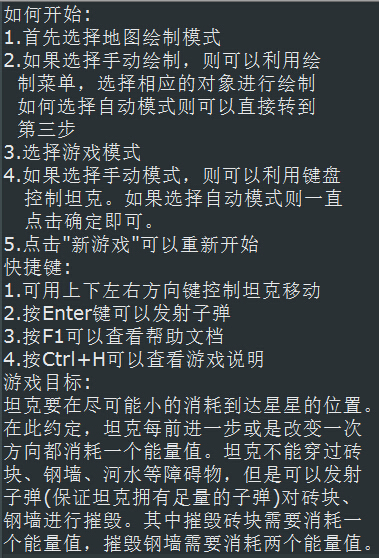 如何开始:
1.首先选择地图绘制模式
2.如果选择手动绘制，则可以利用绘
制菜单，选择相应的对象进行绘制
如何选择自动模式则可以直接转到
第三步
3.选择游戏模式
4.如果选择手动模式，则可以利用键盘
控制坦克。如果选择自动模式则一直
点击确定即可。
5.点击"新游戏"可以重新开始
快捷键:
1.可用上下左右方向键控制坦克移动
2.按Enter键可以发射子弹
3.按F1可以查看帮助文档
4.按Ctrl+H可以查看游戏说明
游戏目标:
坦克要在尽可能小的消耗到达星星的位置。
在此约定，坦克每前进一步或是改变一次
方向都消耗一个能量值。坦克不能穿过砖
块、钢墙、河水等障碍物，但是可以发射
子弹(保证坦克拥有足量的子弹)对砖块、
钢墙进行摧毁。其中摧毁砖块需要消耗一
个能量值，摧毁钢墙需要消耗两个能量值。